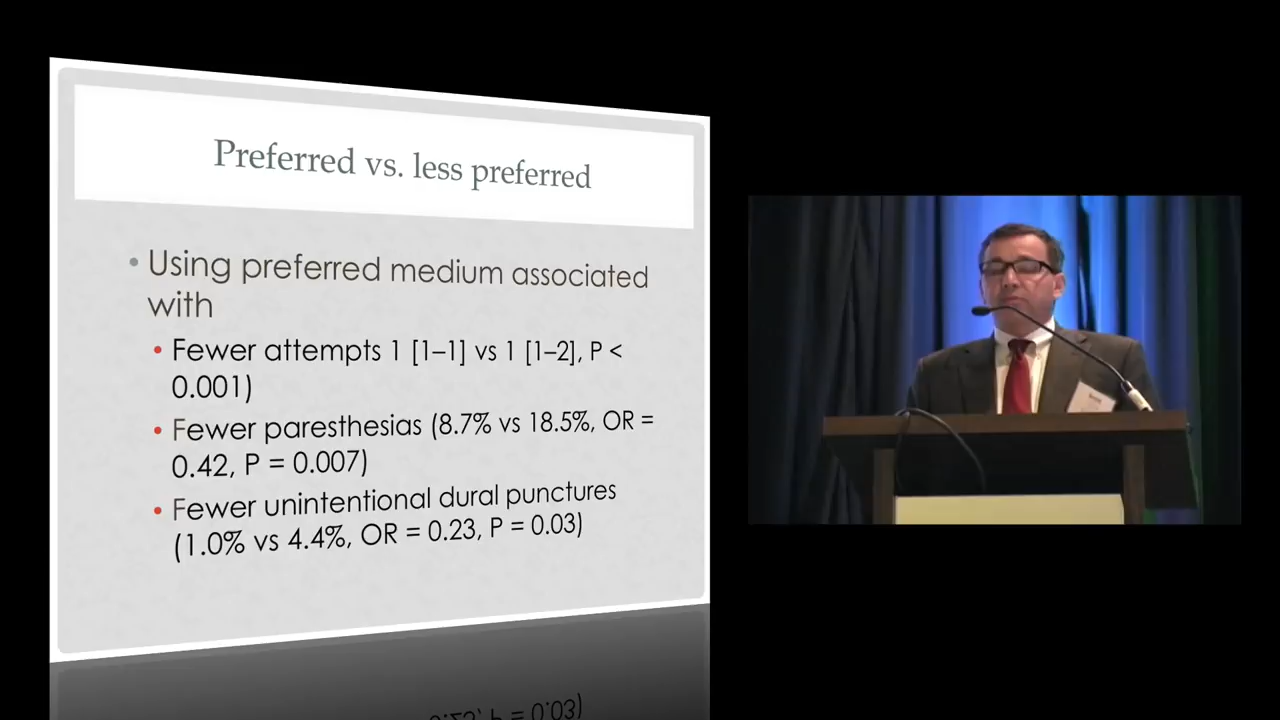 Preferred vs. less preferred
• Using preferred medium associated
with
• Fewer attempts 1 [1–1] vs 1 [1–2], P <
0.001)
• Fewer paresthesias (8.7% vs 18.5%, OR =
0.42, P = 0.007)
• Fewer unintentional dural punctures
(1.0% vs 4.4%, OR = 0.23, P = 0.03)